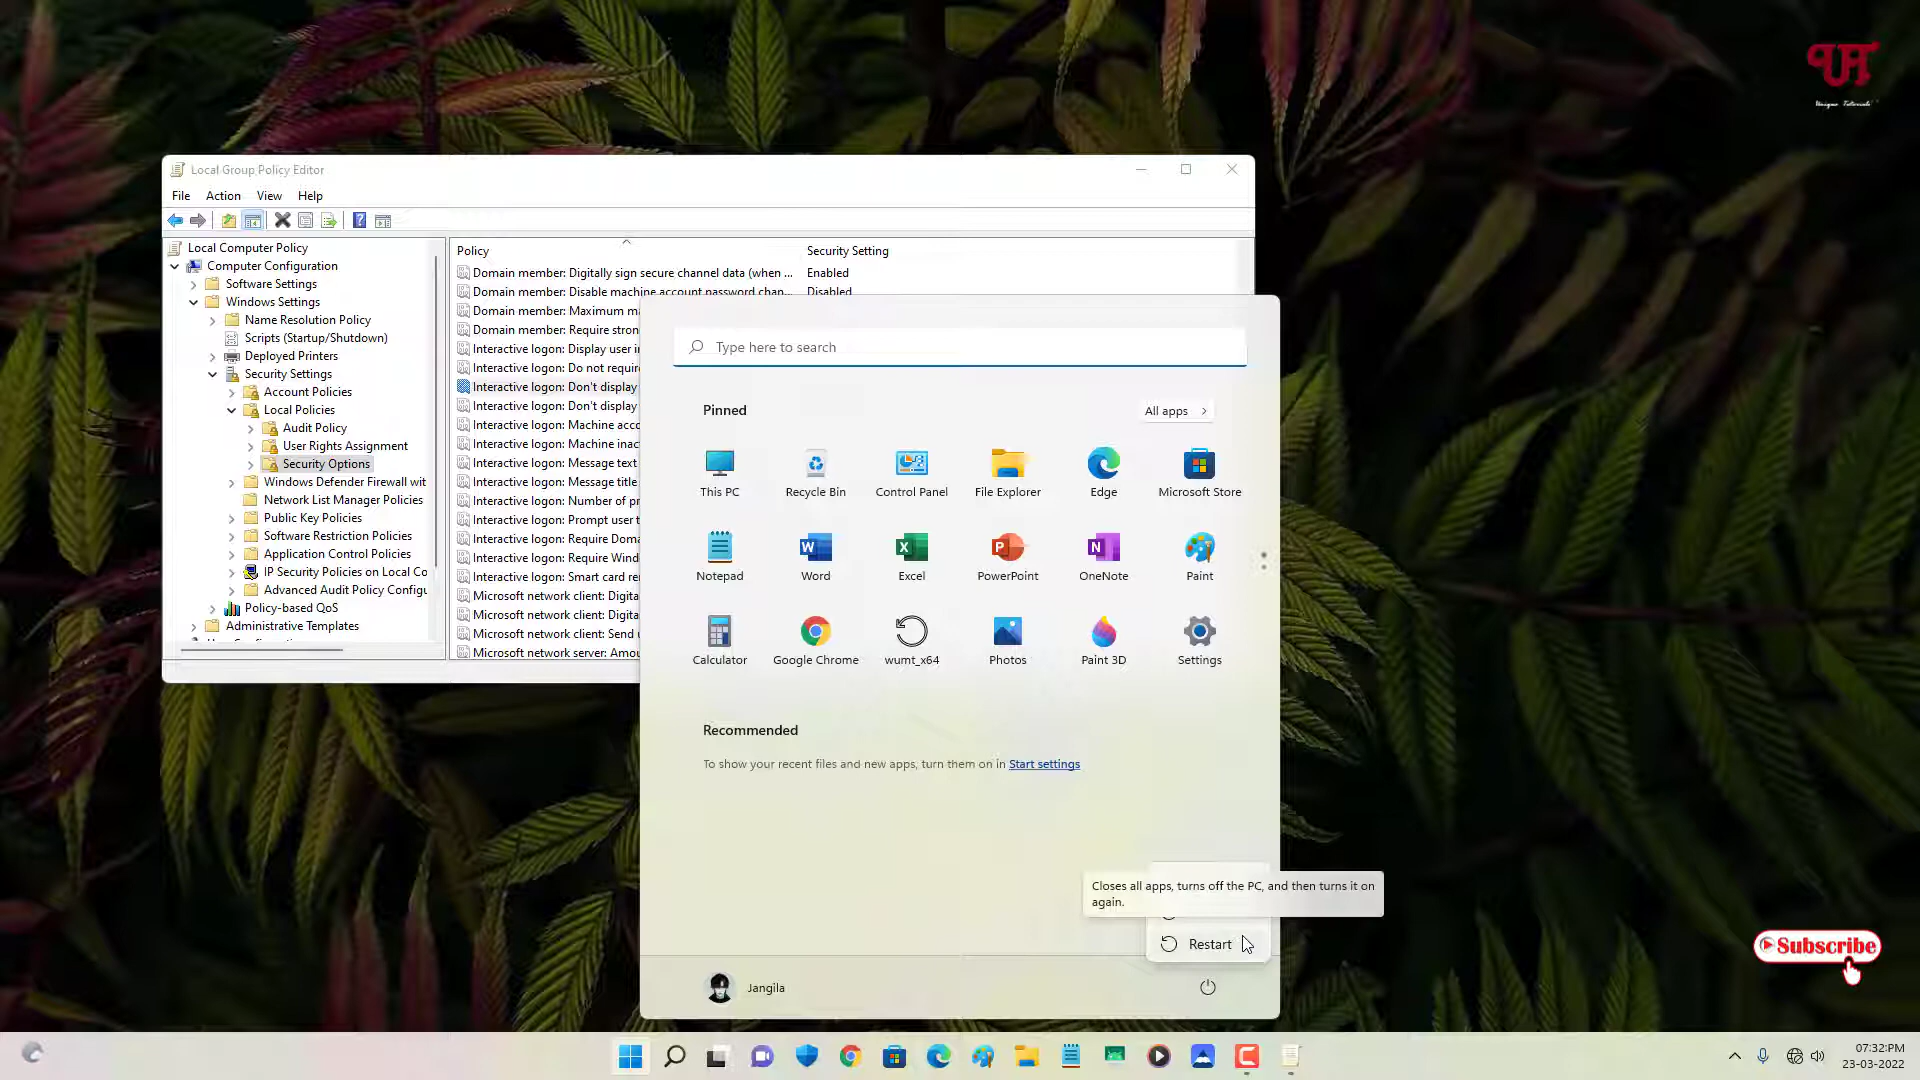 UT
Unique Tutorials
Local Group Policy Editor
File Action View Help
Local Computer Policy
Computer Configuration
Software Settings
Windows Settings
Name Resolution Policy
Scripts (Startup/Shutdown)
Deployed Printers
Security Settings
Account Policies
Local Policies
Audit Policy
User Rights Assignment
Security Options
Windows Defender Firewall wit
Network List Manager Policies
Public Key Policies
Software Restriction Policies
Application Control Policies
IP Security Policies on Local Co
Advanced Audit Policy Configu
Policy-based QoS
Administrative Templates
Policy Security Setting
Domain member: Digitally sign secure channel data (when ... Enabled
Domain member: Disable machine account password chan... Disabled
Domain member: Maximum ma
Domain member: Require stron
Interactive logon: Display user in
Interactive logon: Do not require
Interactive logon: Don't display
Interactive logon: Don't display
Interactive logon: Machine acco
Interactive logon: Machine inac
Interactive logon: Message text
Interactive logon: Message title
Interactive logon: Number of pr
Interactive logon: Prompt user t
Interactive logon: Require Doma
Interactive logon: Require Wind
Interactive logon: Smart card re
Microsoft network client: Digita
Microsoft network client: Digita
Microsoft network client: Send u
Microsoft network server: Amou
Type here to search
Pinned All apps
This PC Recycle Bin Control Panel File Explorer Edge Microsoft Store
Notepad Word Excel PowerPoint OneNote Paint
Calculator Google Chrome wumt_x64 Photos Paint 3D Settings
Recommended
To show your recent files and new apps, turn them on in Start settings
Closes all apps, turns off the PC, and then turns it on
again.
Restart
Jangila
Subscribe
07:32:PM
23-03-2022